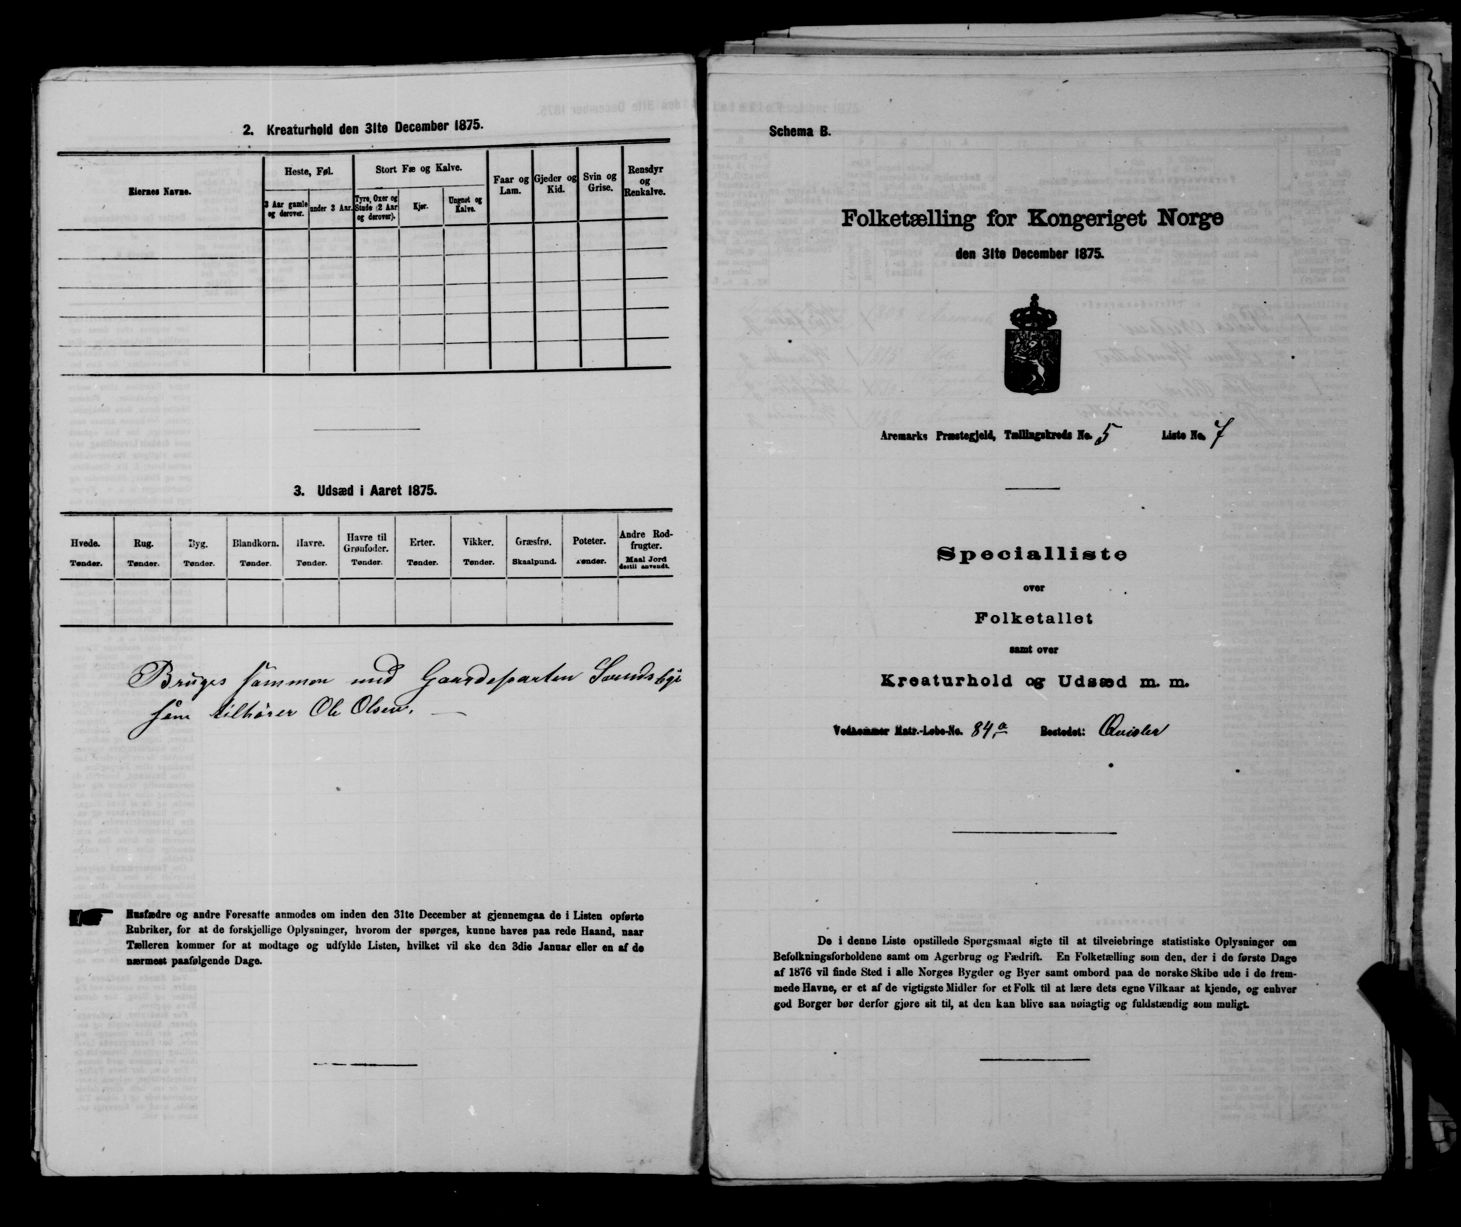 2. Kreaturhold den 31te December 1875.
Eiernes Navne.
Heste, Føl.
3 Aar gamle og derover.
under 3 Aar.
Stort Fæ og Kalve.
Tyre, Oxer og Stude (2 Aar og derover).
Kjør.
Ungnøt og Kalve.
Faar og Lam.
Gjeder og Kid.
Svin og Grise.
Rensdyr og Renkalve.
3. Udsæd i Aaret 1875.
Hvede. Rug. Byg. Blandkorn. Havre. Havre til Grønfoder. Erter. Vikker. Græsfrø. Poteter. Andre Rodfrugter.
Tønder. Tønder. Tønder. Tønder. Tønder. Tønder. Tønder. Tønder. Skaalpund. Tønder. Maal Jord dertil anvendt.
Bruges sammen med Gaardsparten
som tilhører Ole Olsen. —
Husfædre og andre Foresatte anmodes om inden den 31te December at gjennemgaa de i Listen opførte
Rubriker, for at de forskjellige Oplysninger, hvorom der spørges, kunne haves paa rede Haand, naar
Tælleren kommer for at modtage og udfylde Listen, hvilket vil ske den 3die Januar eller en af de
nærmest paafølgende Dage.
Schema B.
Folketælling for Kongeriget Norge
den 31te December 1875.
Aremarks Præstegjeld, Tællingskreds No. 5 Liste No. 7
Specialliste
over
Folketallet
samt over
Kreaturhold og Udsæd m. m.
Vedkommer Matr.-Løbe-No. 84a Bostedet: Qvisler
De i denne Liste opstillede Spørgsmaal sigte til at tilveiebringe statistiske Oplysninger om
Befolkningsforholdene samt om Agerbrug og Fædrift. En Folketælling som den, der i de første Dage
af 1876 vil finde Sted i alle Norges Bygder og Byer samt ombord paa de norske Skibe ude i de frem-
mede Havne, er et af de vigtigste Midler for et Folk til at lære dets egne Vilkaar at kjende, og enhver
god Borger bør derfor gjøre sit til, at den kan blive saa nøiagtig og fuldstændig som muligt.